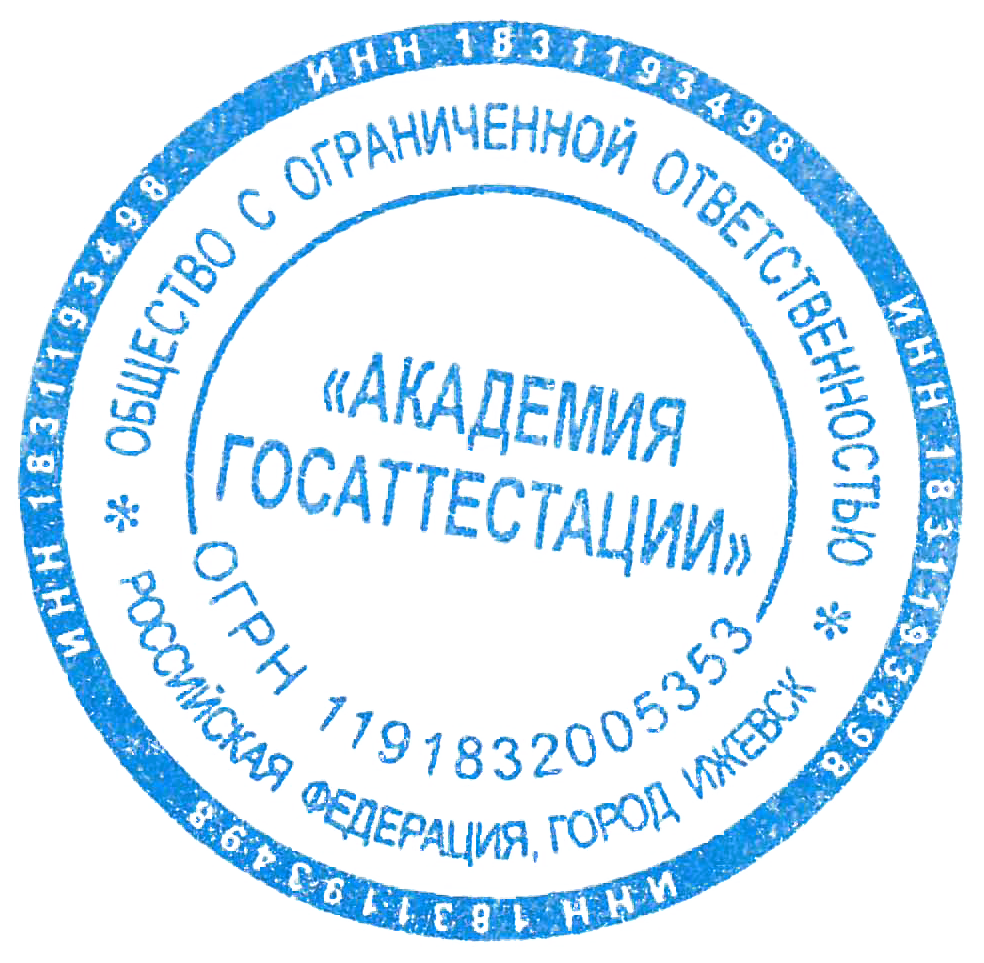 ИНН 1831193498
ИНН 1831193498
ИНН 1831193498
ИНН 1831193498
ОБЩЕСТВО С ОГРАНИЧЕННОЙ ОТВЕТСТВЕННОСТЬЮ
«АКАДЕМИЯ
ГОСАТТЕСТАЦИИ»
ОГРН 1191832005353
* РОССИЙСКАЯ ФЕДЕРАЦИЯ, ГОРОД ИЖЕВСК *